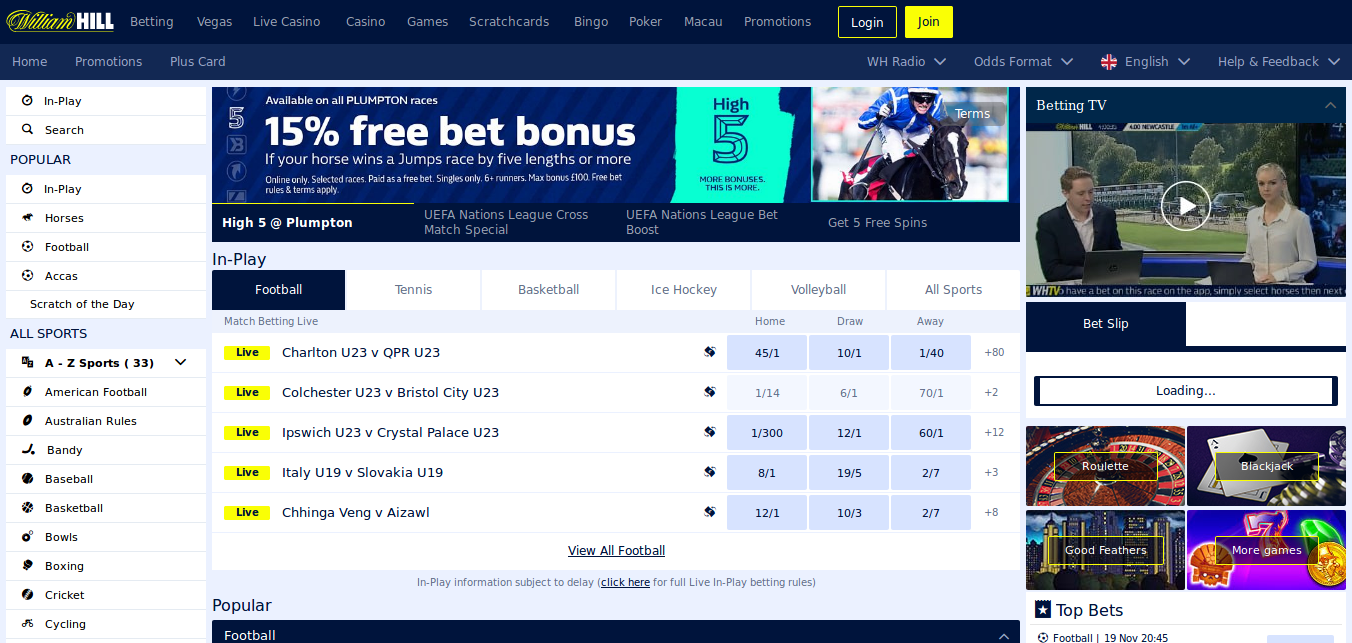 William HILL
Betting Vegas Live Casino Casino Games Scratchcards Bingo Poker Macau Promotions Login Join
Home Promotions Plus Card WH Radio Odds Format English Help & Feedback
In-Play
Search
POPULAR
In-Play
Horses
Football
Accas
Scratch of the Day
ALL SPORTS
A - Z Sports ( 33)
American Football
Australian Rules
Bandy
Baseball
Basketball
Bowls
Boxing
Cricket
Cycling
Available on all PLUMPTON races
15% free bet bonus
If your horse wins a Jumps race by five lengths or more
Online only. Selected races. Paid as a free bet. Singles only. 6+ runners. Max bonus £100. Free bet
rules & terms apply.
High
5
MORE BONUSES.
THIS IS MORE.
Terms
High 5 @ Plumpton
UEFA Nations League Cross
Match Special
UEFA Nations League Bet
Boost
Get 5 Free Spins
In-Play
Football Tennis Basketball Ice Hockey Volleyball All Sports
Match Betting Live Home Draw Away
Live Charlton U23 v QPR U23 45/1 10/1 1/40 +80
Live Colchester U23 v Bristol City U23 1/14 6/1 70/1 +2
Live Ipswich U23 v Crystal Palace U23 1/300 12/1 60/1 +12
Live Italy U19 v Slovakia U19 8/1 19/5 2/7 +3
Live Chhinga Veng v Aizawl 12/1 10/3 2/7 +8
View All Football
In-Play information subject to delay (click here for full Live In-Play betting rules)
Popular
Football
Betting TV
William HILL 4.00 NEWCASTLE
WHTV o have a bet on this race on the app, simply select horses then next
Bet Slip
Loading...
Roulette
Blackjack
Good Feathers
More games
Top Bets
Football | 19 Nov 20:45